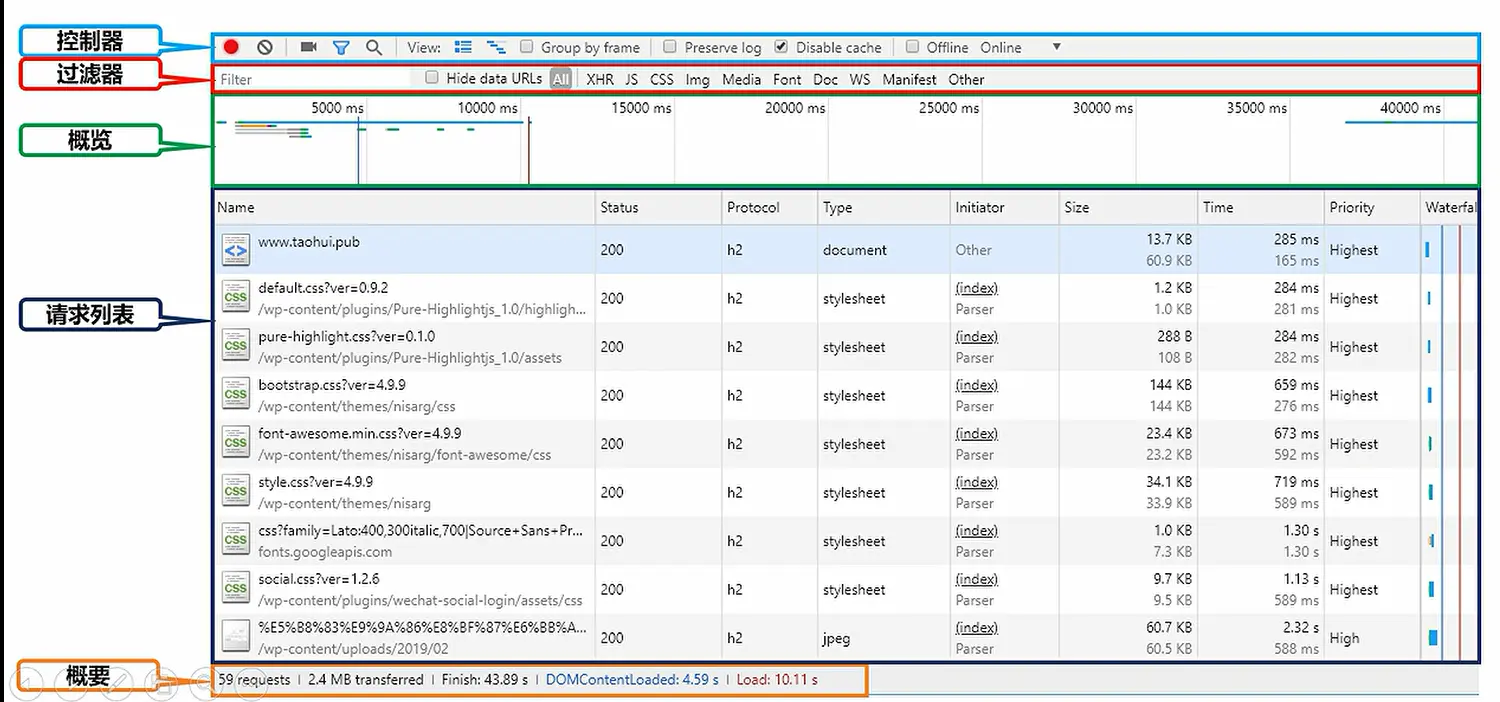 控制器
View: Group by frame Preserve log Disable cache Offline Online
过滤器
Filter Hide data URLs All XHR JS CSS Img Media Font Doc WS Manifest Other
概览
5000 ms 10000 ms 15000 ms 20000 ms 25000 ms 30000 ms 35000 ms 40000 ms
请求列表
Name Status Protocol Type Initiator Size Time Priority Waterfal
www.taohui.pub 200 h2 document Other 13.7 KB 285 ms Highest
60.9 KB 165 ms
CSS default.css?ver=0.9.2 200 h2 stylesheet (index) 1.2 KB 284 ms Highest
/wp-content/plugins/Pure-Highlightjs_1.0/highligh... Parser 1.0 KB 281 ms
CSS pure-highlight.css?ver=0.1.0 200 h2 stylesheet (index) 288 B 284 ms Highest
/wp-content/plugins/Pure-Highlightjs_1.0/assets Parser 108 B 282 ms
CSS bootstrap.css?ver=4.9.9 200 h2 stylesheet (index) 144 KB 659 ms Highest
/wp-content/themes/nisarg/css Parser 144 KB 276 ms
CSS font-awesome.min.css?ver=4.9.9 200 h2 stylesheet (index) 23.4 KB 673 ms Highest
/wp-content/themes/nisarg/font-awesome/css Parser 23.2 KB 592 ms
CSS style.css?ver=4.9.9 200 h2 stylesheet (index) 34.1 KB 719 ms Highest
/wp-content/themes/nisarg Parser 33.9 KB 589 ms
CSS css?family=Lato:400,300italic,700|Source+Sans+Pr... 200 h2 stylesheet (index) 1.0 KB 1.30 s Highest
fonts.googleapis.com Parser 7.3 KB 1.30 s
CSS social.css?ver=1.2.6 200 h2 stylesheet (index) 9.7 KB 1.13 s Highest
/wp-content/plugins/wechat-social-login/assets/css Parser 9.5 KB 589 ms
%E5%B8%83%E9%9A%86%E8%BF%87%E6%BB%A... 200 h2 jpeg (index) 60.7 KB 2.32 s High
/wp-content/uploads/2019/02 Parser 60.5 KB 588 ms
概要
59 requests | 2.4 MB transferred | Finish: 43.89 s | DOMContentLoaded: 4.59 s | Load: 10.11 s